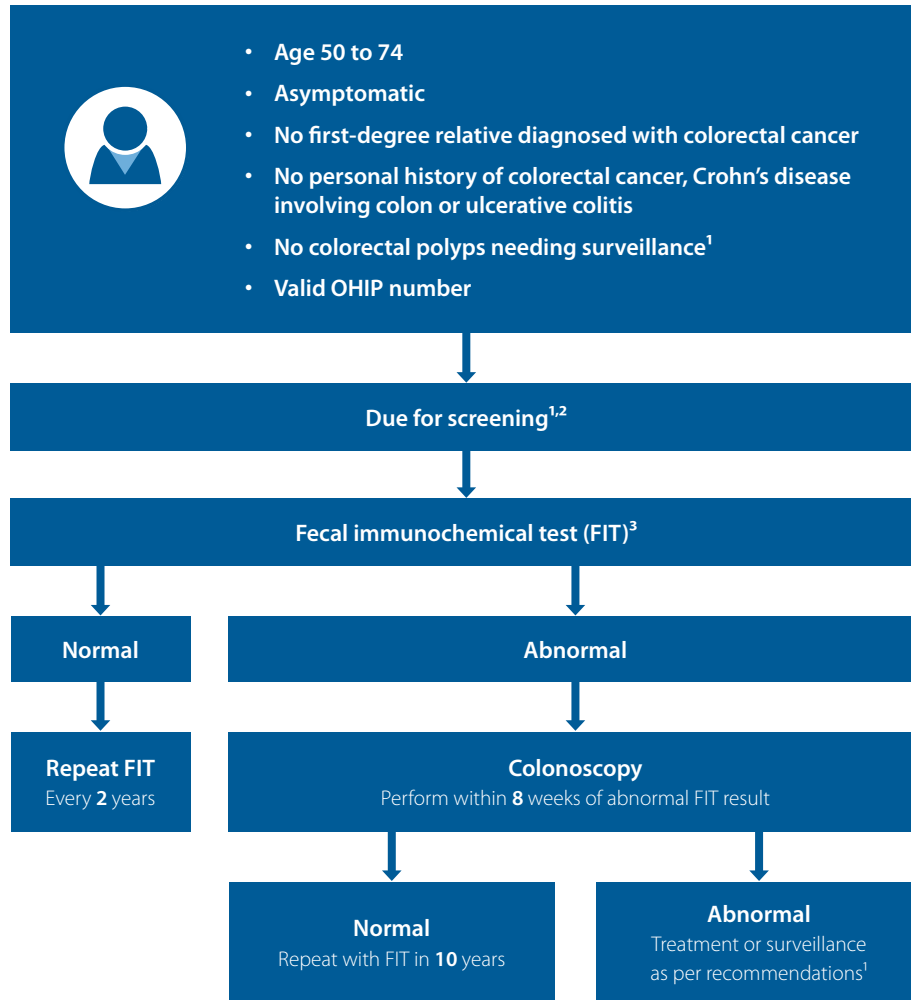 • Age 50 to 74
• Asymptomatic
• No first-degree relative diagnosed with colorectal cancer
• No personal history of colorectal cancer, Crohn’s disease
involving colon or ulcerative colitis
• No colorectal polyps needing surveillance¹
• Valid OHIP number
Due for screening¹,²
Fecal immunochemical test (FIT)³
Normal
Abnormal
Repeat FIT
Every 2 years
Colonoscopy
Perform within 8 weeks of abnormal FIT result
Normal
Repeat with FIT in 10 years
Abnormal
Treatment or surveillance
as per recommendations¹